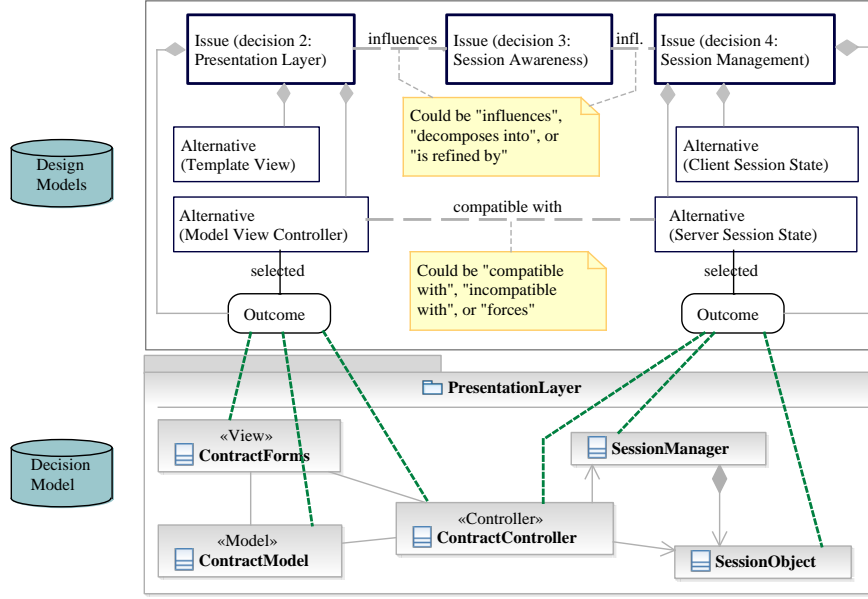 Issue (decision 2:
Presentation Layer)
influences
Issue (decision 3:
Session Awareness)
infl.
Issue (decision 4:
Session Management)
Could be "influences",
"decomposes into", or
"is refined by"
Alternative
(Template View)
Alternative
(Client Session State)
Design
Models
Alternative
(Model View Controller)
compatible with
Alternative
(Server Session State)
selected
Could be "compatible
with", "incompatible
with", or "forces"
selected
Outcome
Outcome
PresentationLayer
«View»
ContractForms
SessionManager
Decision
Model
«Controller»
ContractController
«Model»
ContractModel
SessionObject